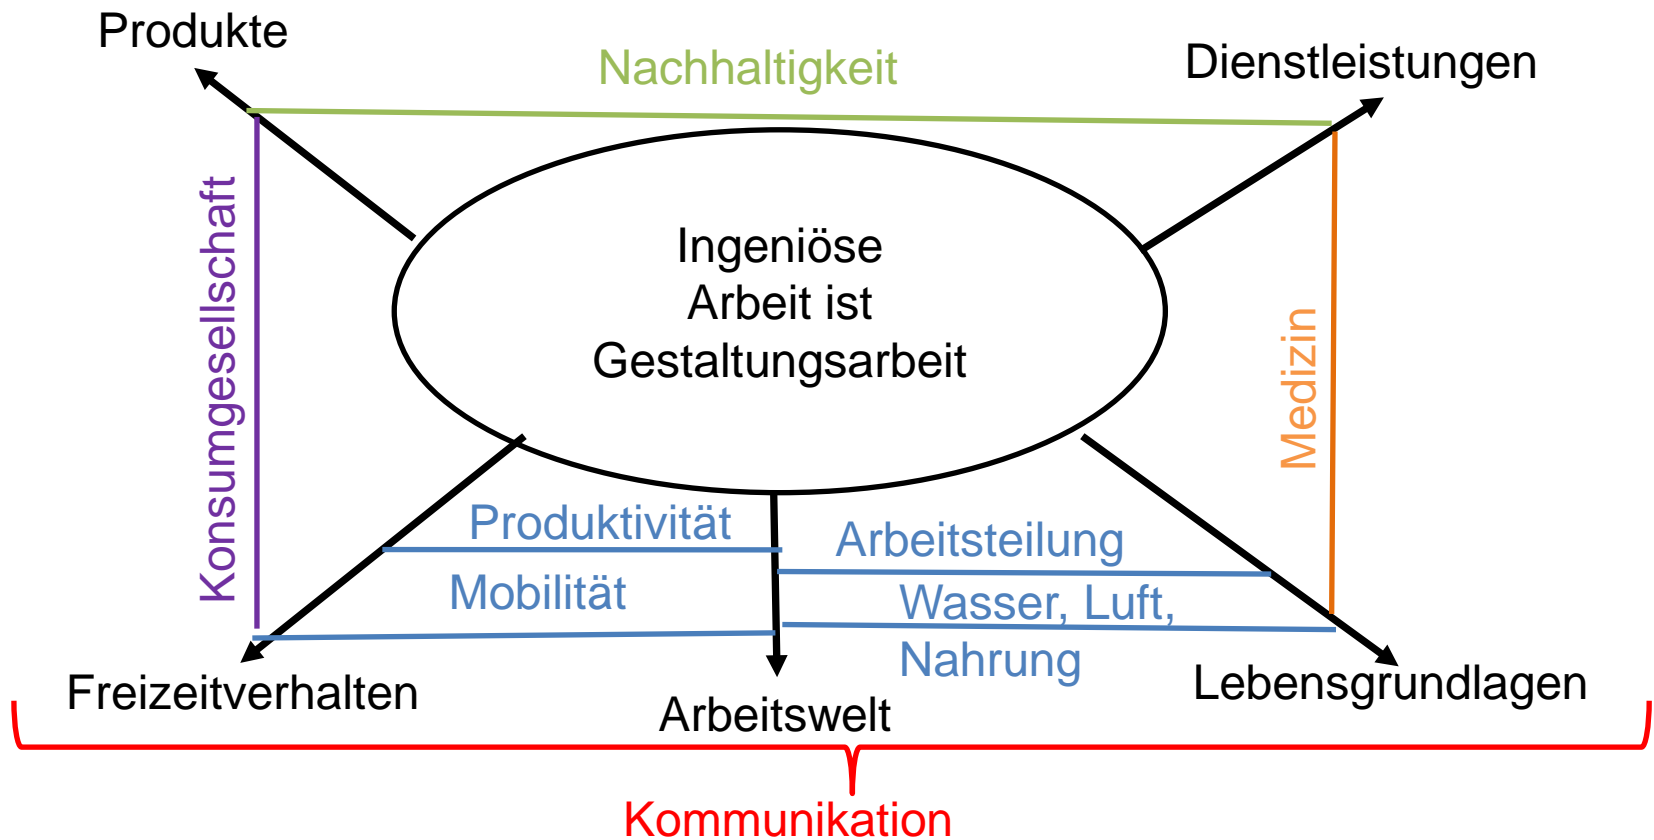 Produkte
Nachhaltigkeit
Dienstleistungen
Konsumgesellschaft
Ingeniöse
Arbeit ist
Gestaltungsarbeit
Medizin
Produktivität
Arbeitsteilung
Mobilität
Wasser, Luft,
Nahrung
Freizeitverhalten
Arbeitswelt
Lebensgrundlagen
Kommunikation